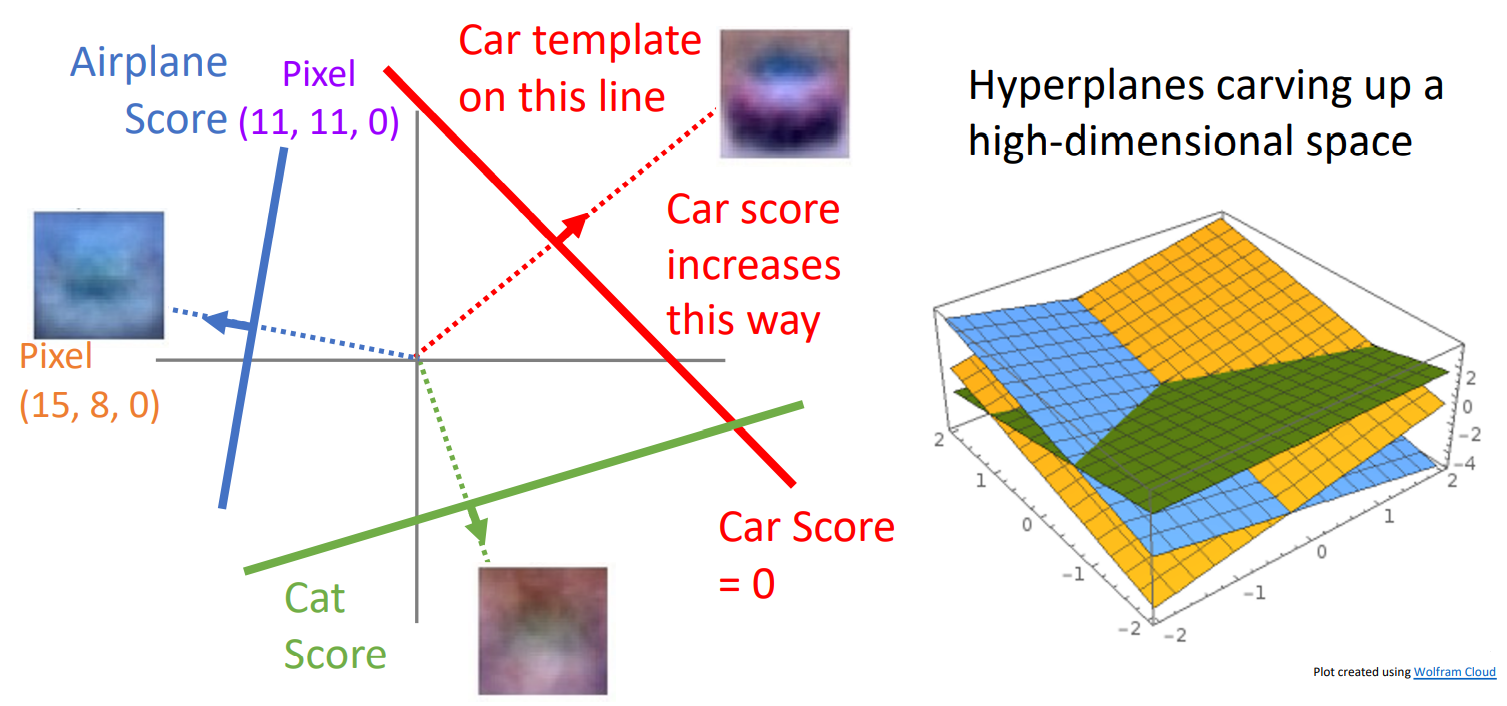 Airplane
Score
Pixel
(11, 11, 0)
Car template
on this line
Car score
increases
this way
Pixel
(15, 8, 0)
Car Score
= 0
Cat
Score
Hyperplanes carving up a
high-dimensional space
2
1
0
−1
−2
−2
−1
0
1
2
2
0
−2
−4
Plot created using Wolfram Cloud